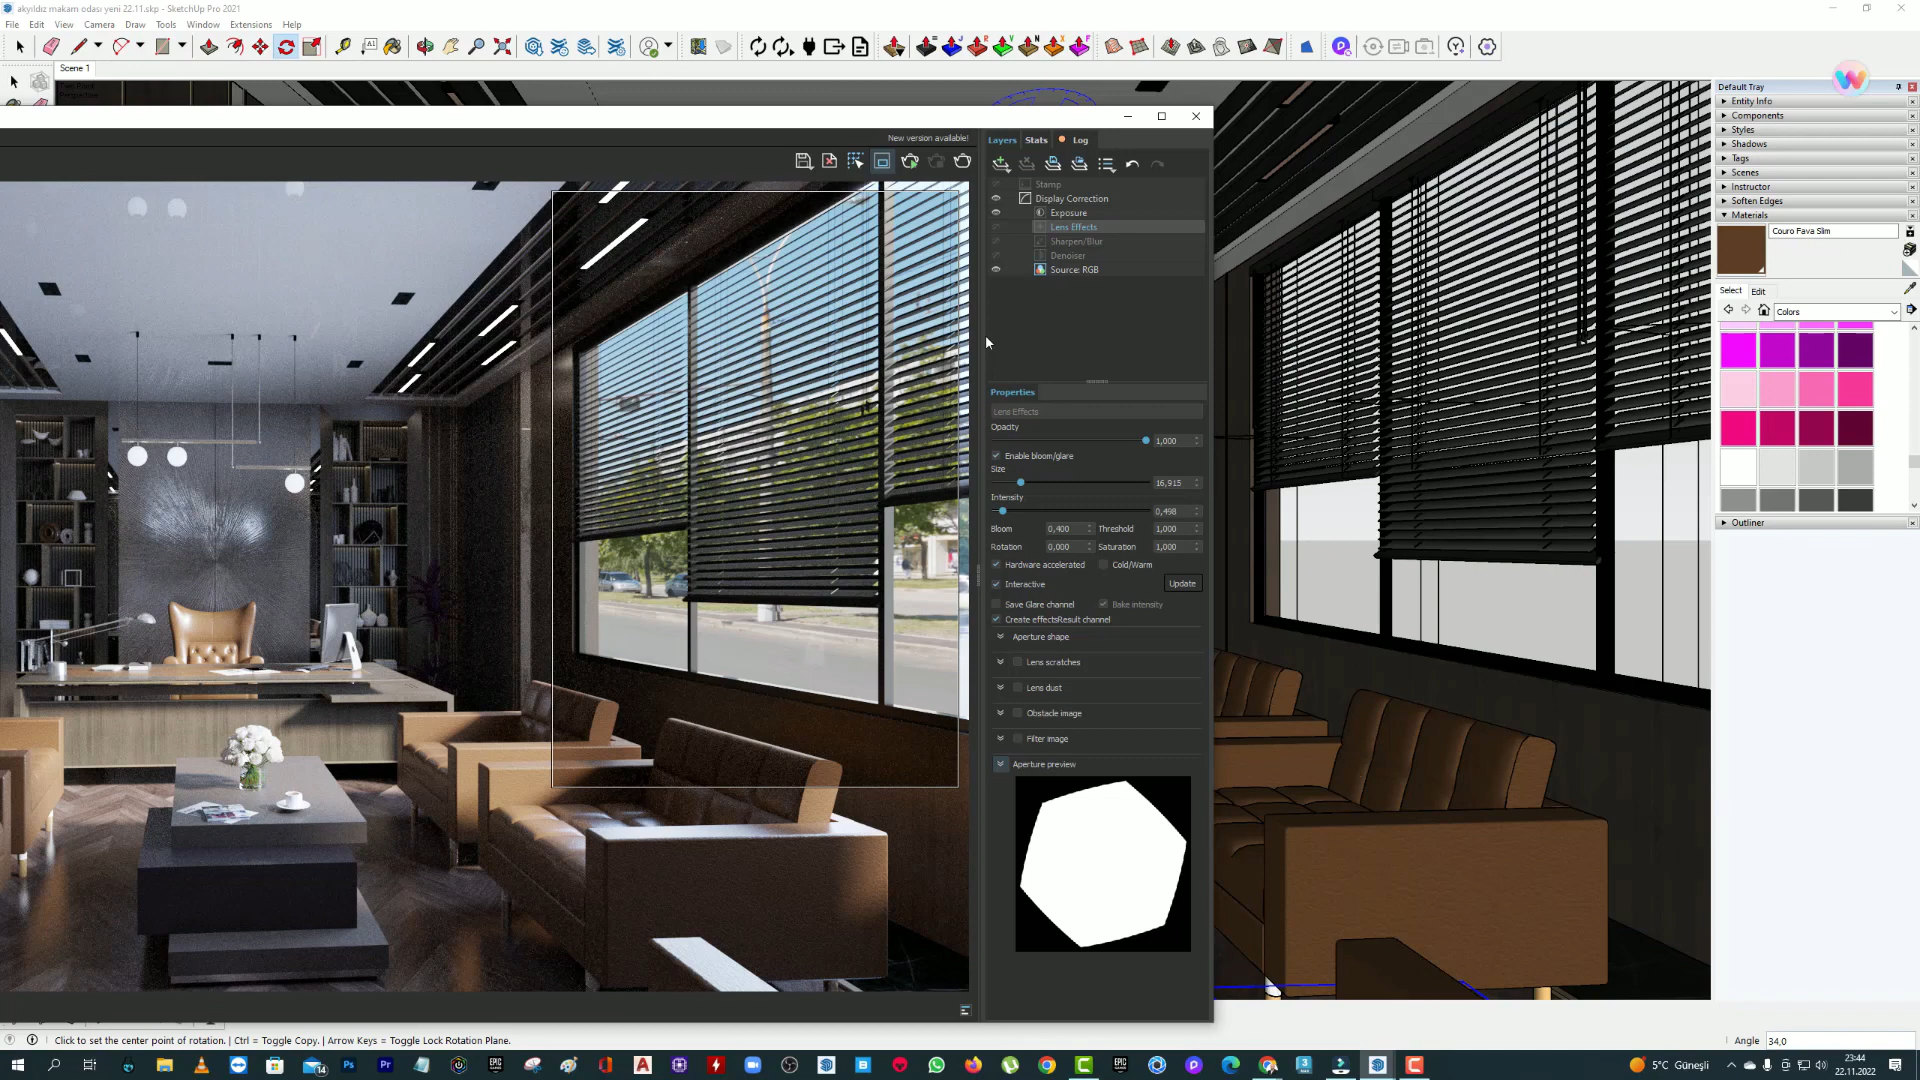 akyıldız makam odası yeni 22.11.skp - SketchUp Pro 2021
File Edit View Camera Draw Tools Window Extensions Help
Scene 1
New version available!
Layers Stats Log
Stamp
Display Correction
Exposure
Lens Effects
Sharpen/Blur
Denoiser
Source: RGB
Properties
Lens Effects
Opacity
1,000
Enable bloom/glare
Size
16,915
Intensity
0,498
Bloom 0,400 Threshold 1,000
Rotation 0,000 Saturation 1,000
Hardware accelerated Cold/Warm
Interactive Update
Save Glare channel Bake intensity
Create effectsResult channel
Aperture shape
Lens scratches
Lens dust
Obstacle image
Filter image
Aperture preview
Default Tray
Entity Info
Components
Styles
Shadows
Tags
Scenes
Instructor
Soften Edges
Materials
Couro Fava Slim
Select Edit
Colors
Outliner
Click to set the center point of rotation. | Ctrl = Toggle Copy. | Arrow Keys = Toggle Lock Rotation Plane.
Angle 34,0
5°C Güneşli
23:44
22.11.2022